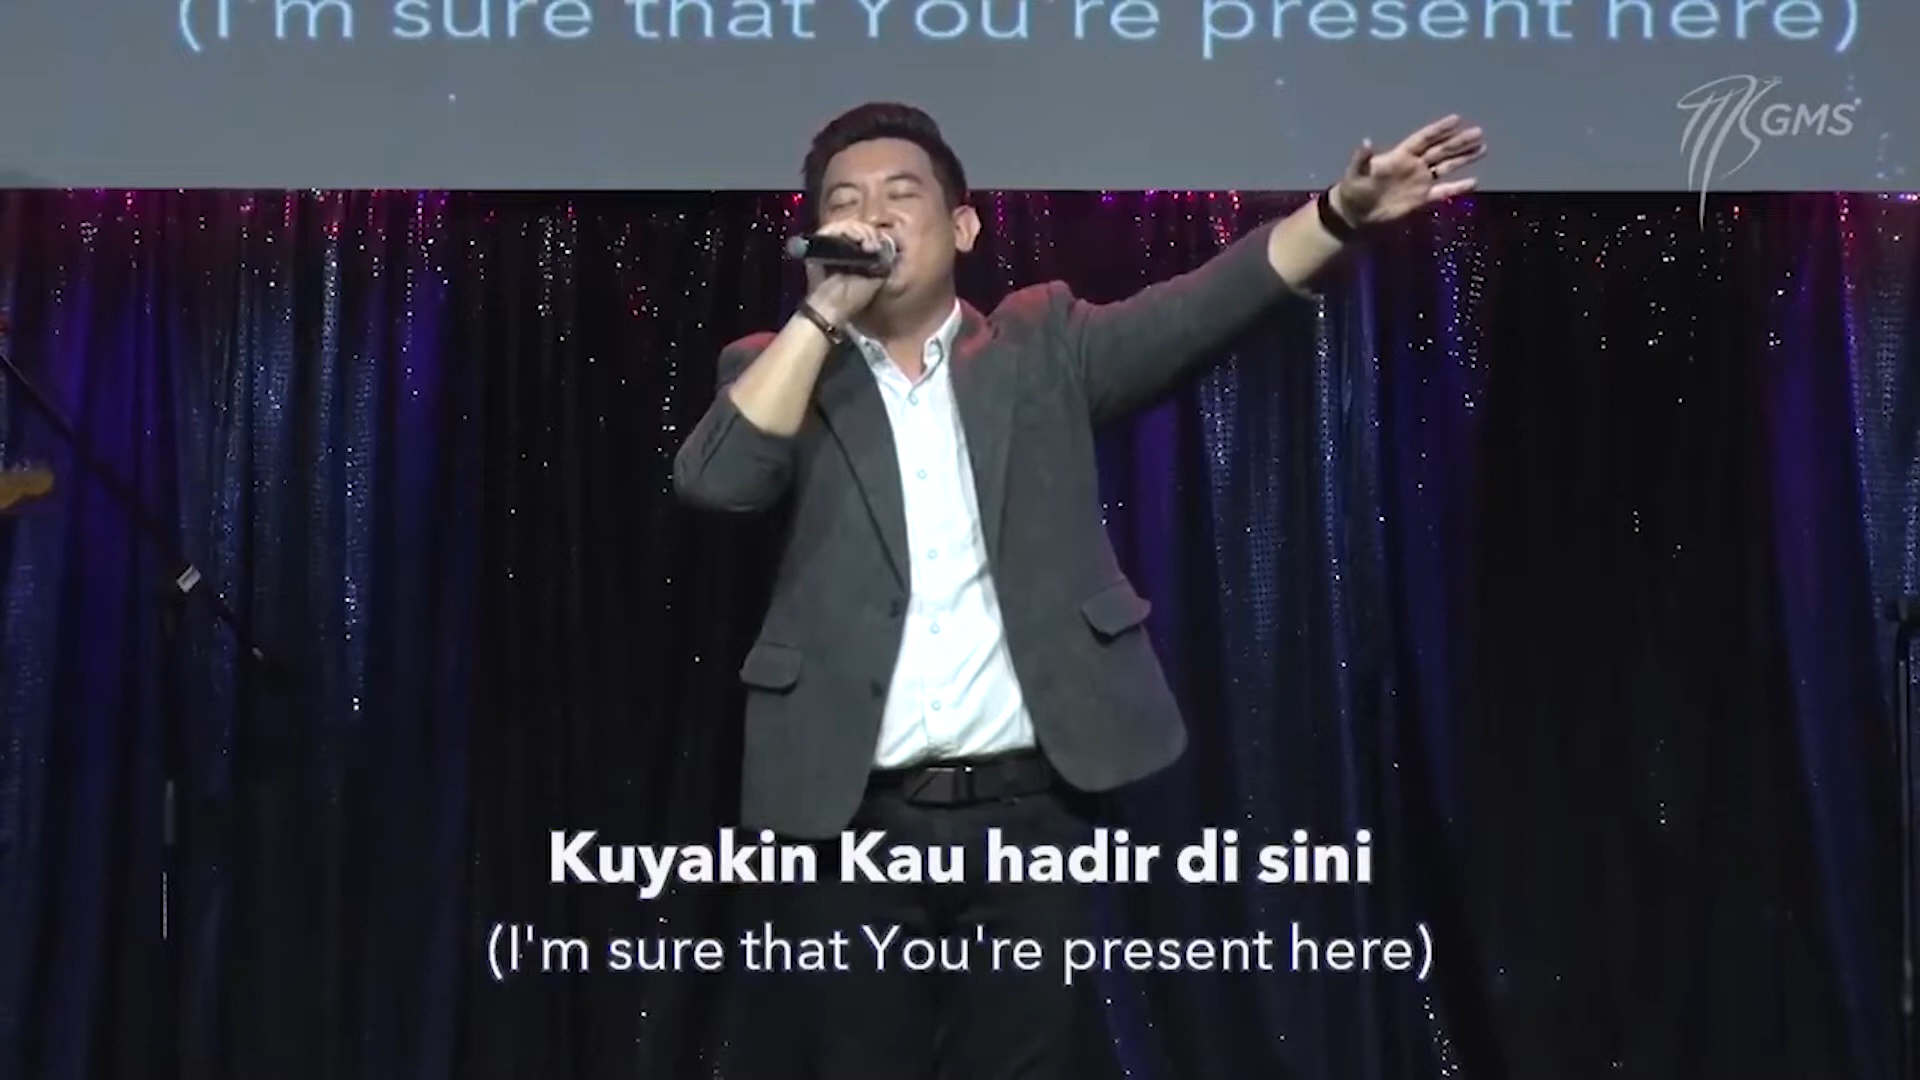 (I'm sure that You're present here)
GMS
Kuyakin Kau hadir di sini
(I'm sure that You're present here)